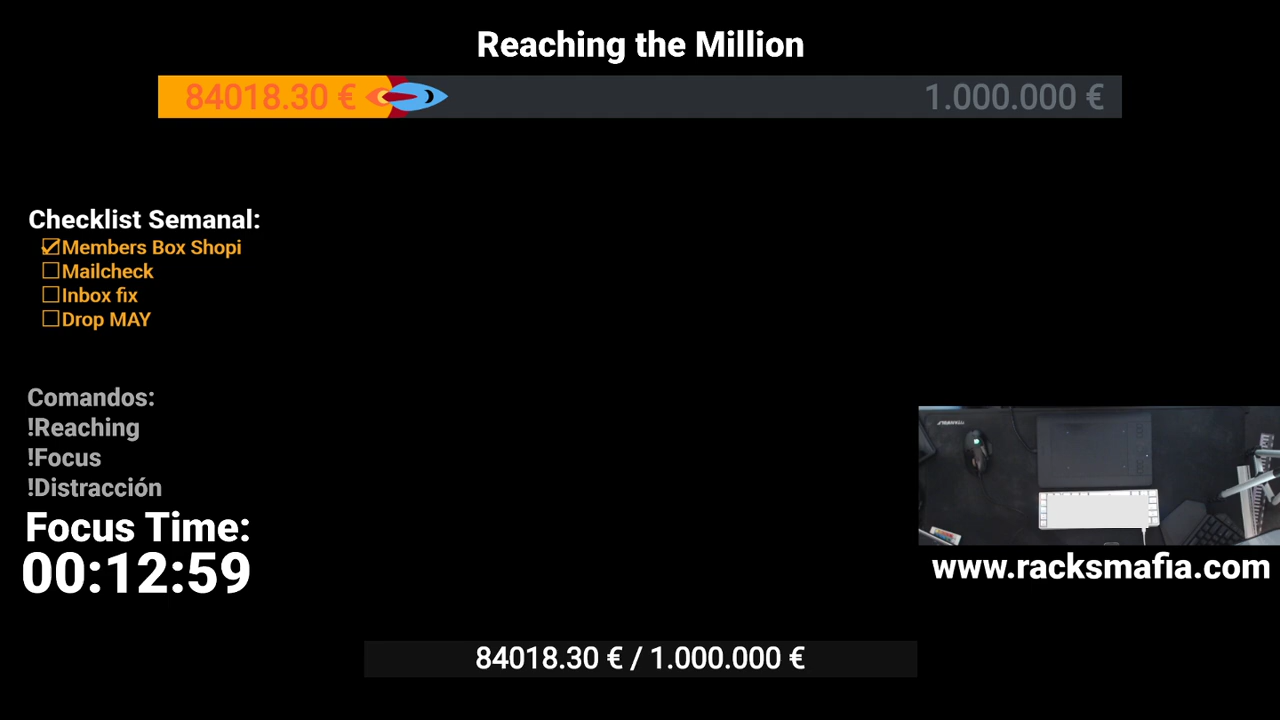 Reaching the Million
84018.30 €
1.000.000 €
Checklist Semanal:
Members Box Shopi
Mailcheck
Inbox fix
Drop MAY
Comandos:
!Reaching
!Focus
!Distracción
Focus Time:
00:12:59
www.racksmafia.com
84018.30 € / 1.000.000 €